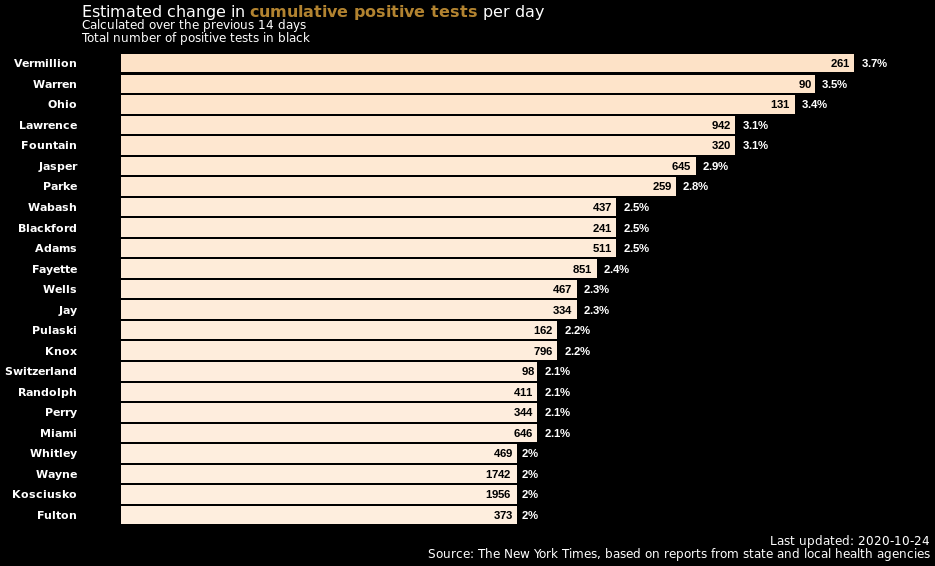 Estimated change in cumulative positive tests per day
Calculated over the previous 14 days
Total number of positive tests in black
Vermillion 261 3.7%
Warren 90 3.5%
Ohio 131 3.4%
Lawrence 942 3.1%
Fountain 320 3.1%
Jasper 645 2.9%
Parke 259 2.8%
Wabash 437 2.5%
Blackford 241 2.5%
Adams 511 2.5%
Fayette 851 2.4%
Wells 467 2.3%
Jay 334 2.3%
Pulaski 162 2.2%
Knox 796 2.2%
Switzerland 98 2.1%
Randolph 411 2.1%
Perry 344 2.1%
Miami 646 2.1%
Whitley 469 2%
Wayne 1742 2%
Kosciusko 1956 2%
Fulton 373 2%
Last updated: 2020-10-24
Source: The New York Times, based on reports from state and local health agencies